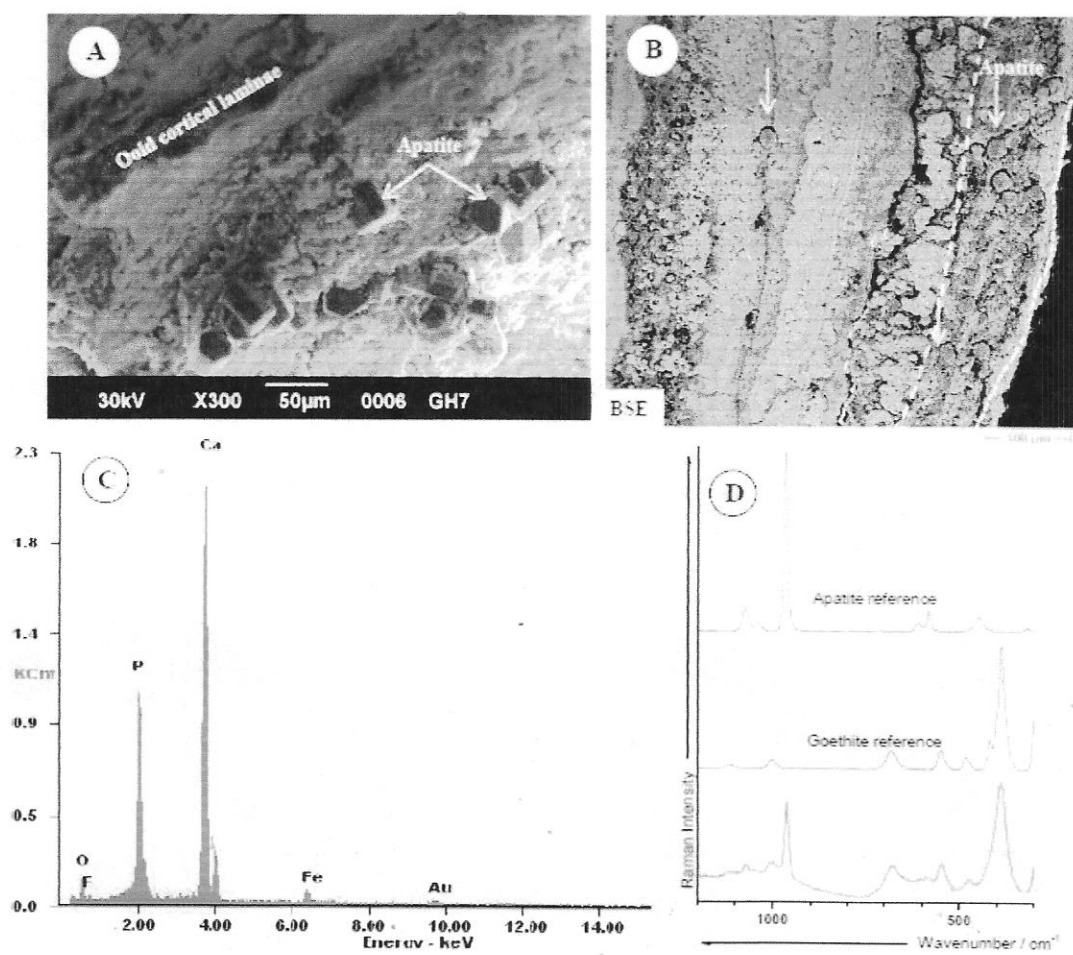 A
Ooid cortical laminae
Apatite
30kV X300 50μm 0006 GH7
B
Apatite
BSE
C
Ca
2.3
1.8
1.4
0.9
0.5
0.0
P
O
F
Fe
Au
2.00 4.00 6.00 8.00 10.00 12.00 14.00
Energy - keV
D
Apatite reference
Goethite reference
Raman Intensity
1000 500
Wavenumber / cm⁻¹